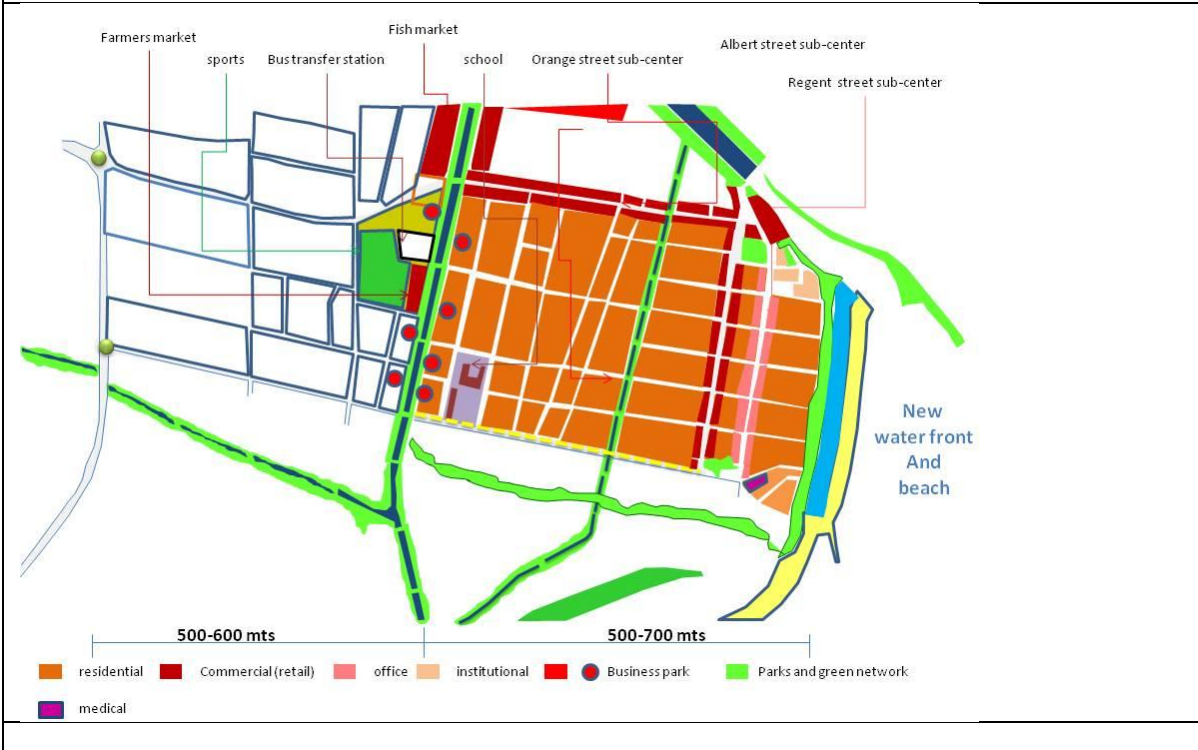 Farmers market
Fish market
Albert street sub-center
sports
Bus transfer station
school
Orange street sub-center
Regent street sub-center
New
water front
And
beach
500-600 mts
500-700 mts
residential
Commercial (retail)
office
institutional
Business park
Parks and green network
medical